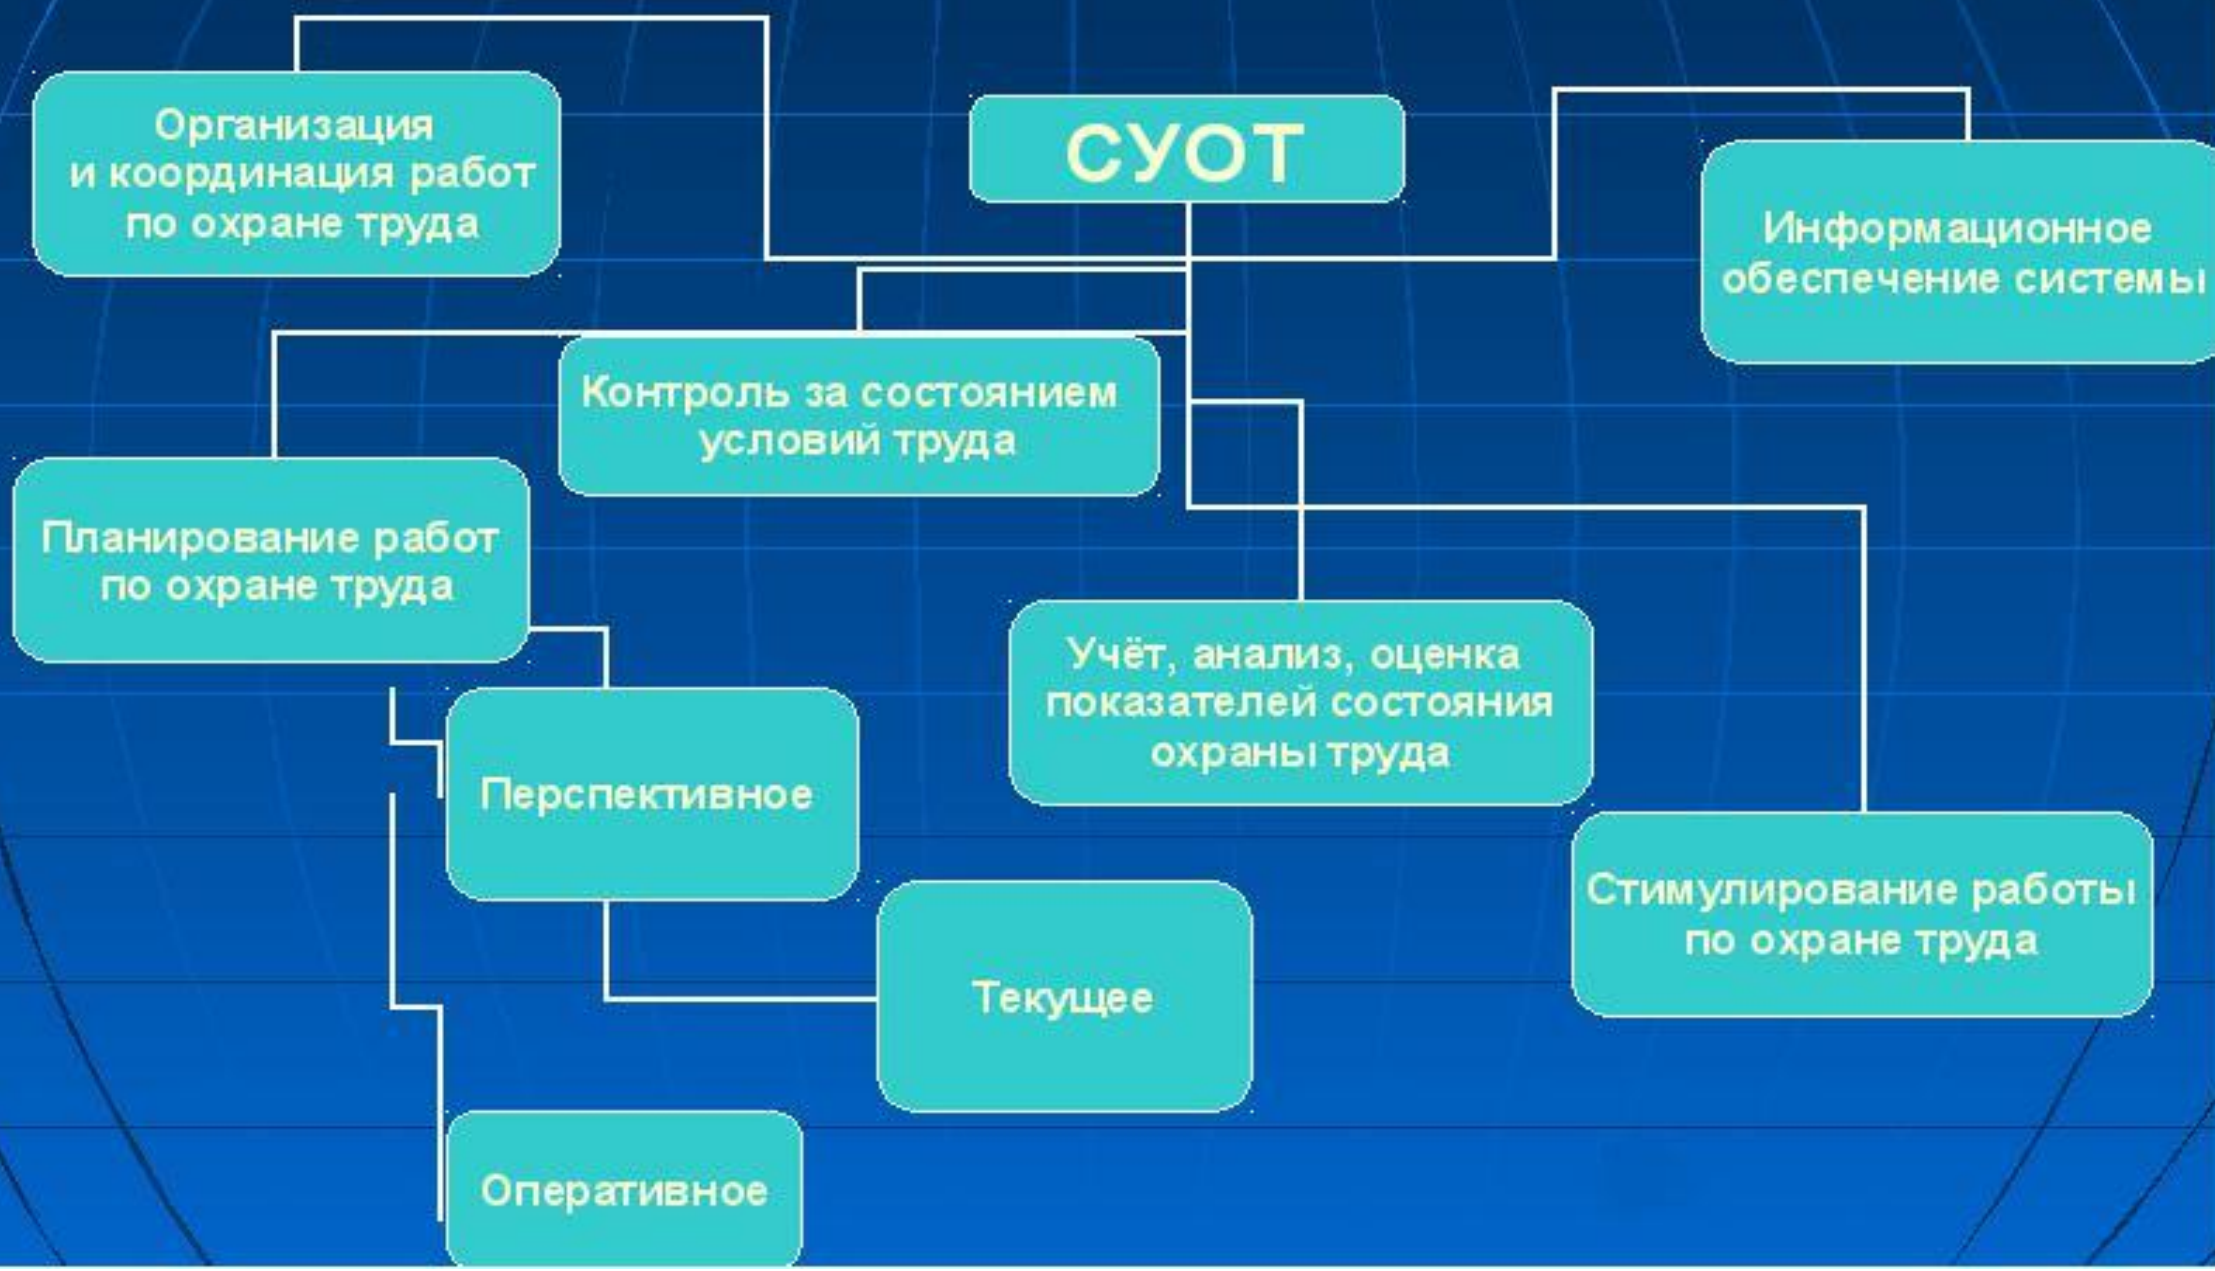 Организация
и координация работ
по охране труда
СУОТ
Информационное
обеспечение системы
Контроль за состоянием
условий труда
Планирование работ
по охране труда
Учёт, анализ, оценка
показателей состояния
охраны труда
Перспективное
Стимулирование работы
по охране труда
Текущее
Оперативное